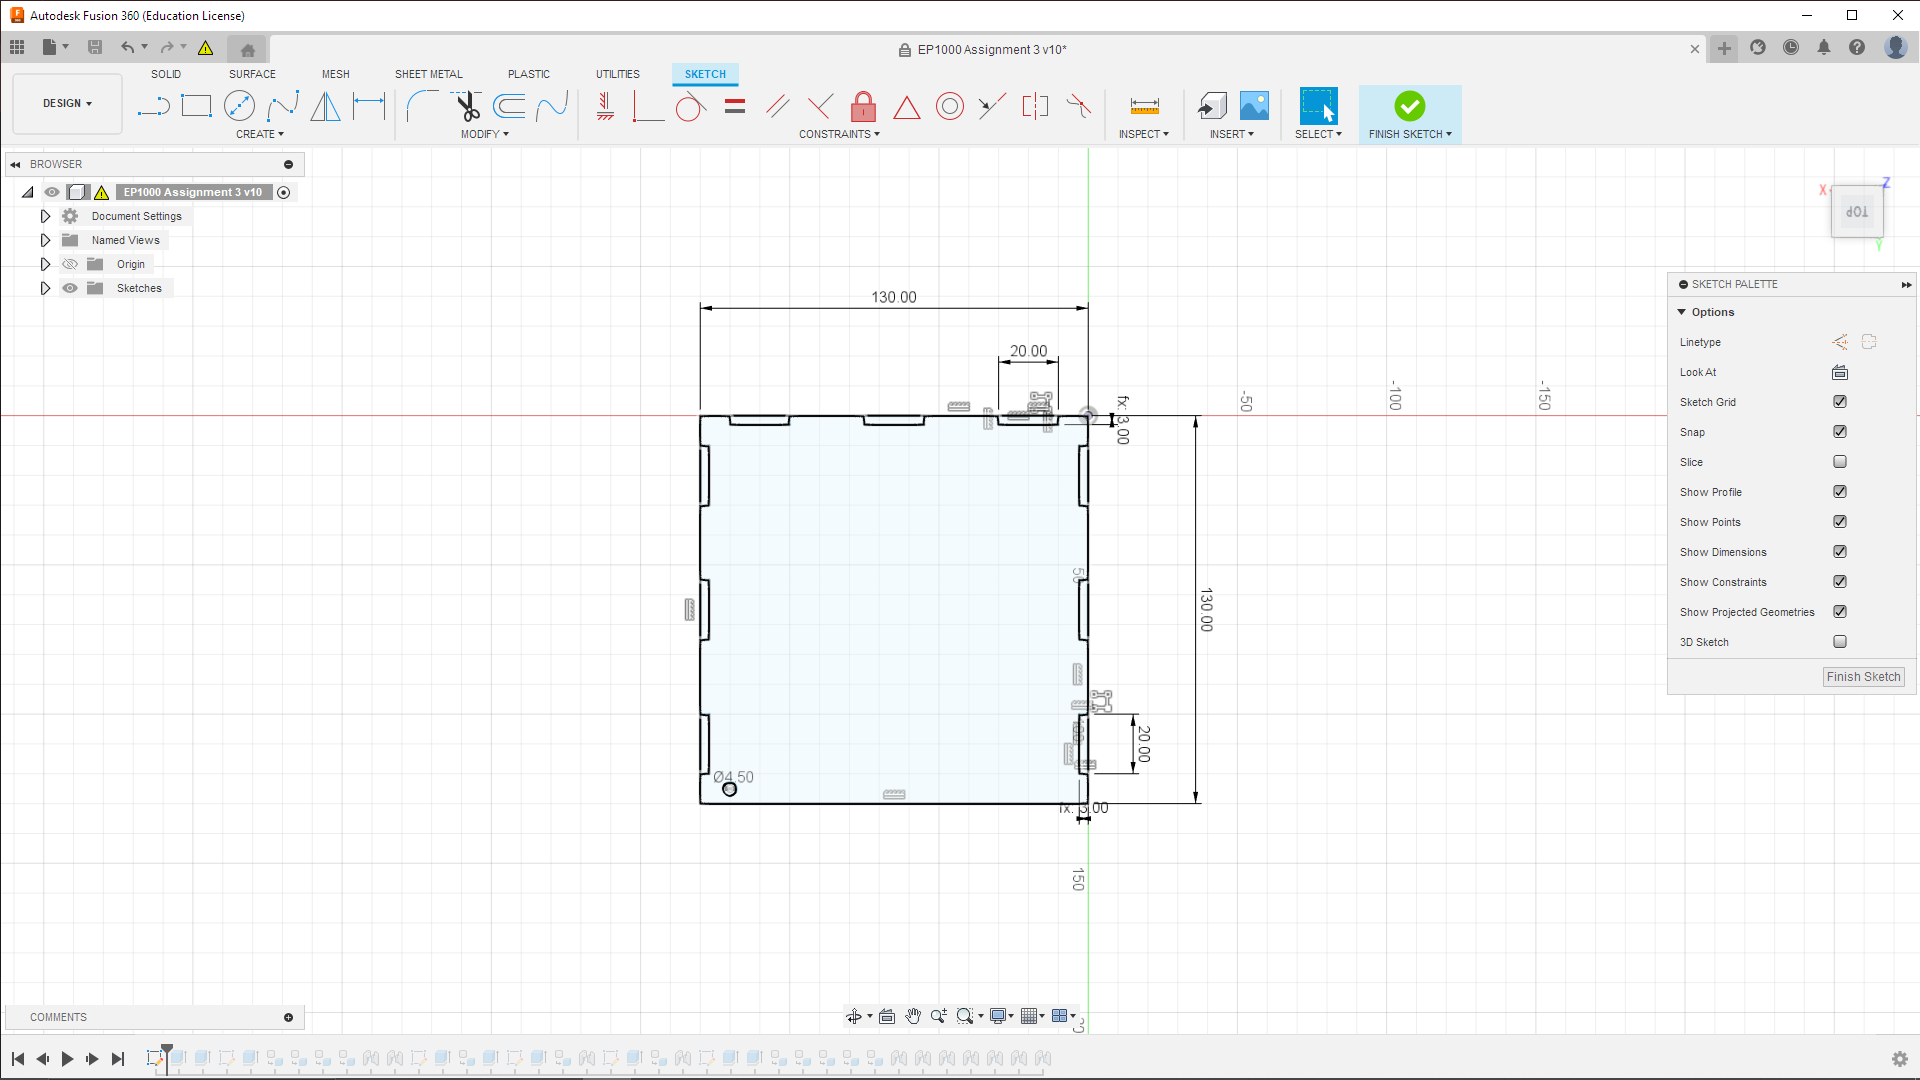 Autodesk Fusion 360 (Education License)
EP1000 Assignment 3 v10*
SOLID SURFACE MESH SHEET METAL PLASTIC UTILITIES SKETCH
DESIGN
CREATE MODIFY CONSTRAINTS INSPECT INSERT SELECT FINISH SKETCH
BROWSER
EP1000 Assignment 3 v10
Document Settings
Named Views
Origin
Sketches
X
Z
TOP
Y
SKETCH PALETTE
Options
Linetype
Look At
Sketch Grid
Snap
Slice
Show Profile
Show Points
Show Dimensions
Show Constraints
Show Projected Geometries
3D Sketch
Finish Sketch
130.00
20.00
fx: 3.00
-50
-100
-150
50
130.00
20.00
Ø4.50
fx: 3.00
150
COMMENTS